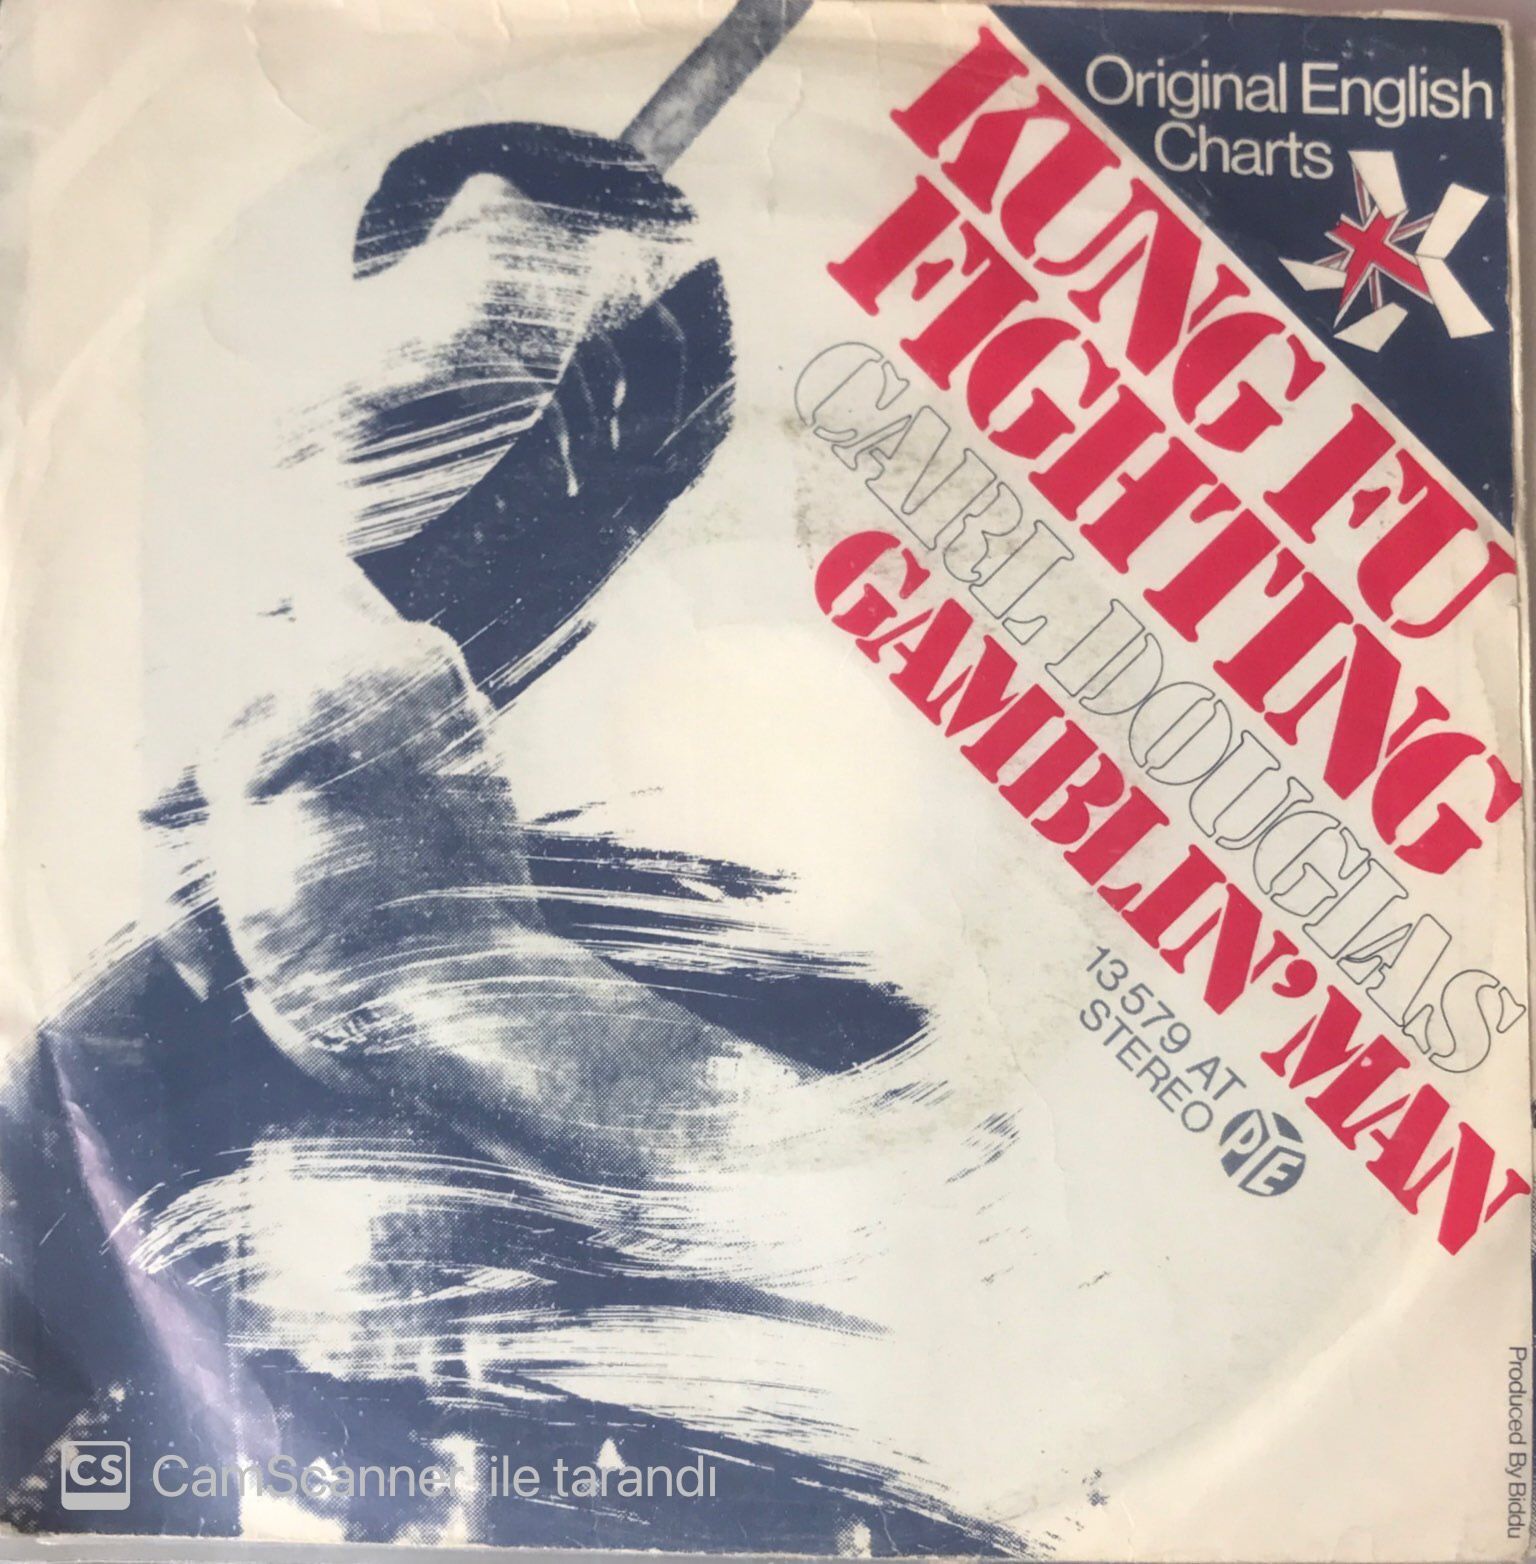 Original English
Charts
KUNG FU
FIGHTING
CARL DOUGLAS
GAMBLIN' MAN
13 579 AT
STEREO
PYE
Produced By Biddu
CS CamScanner ile tarandı